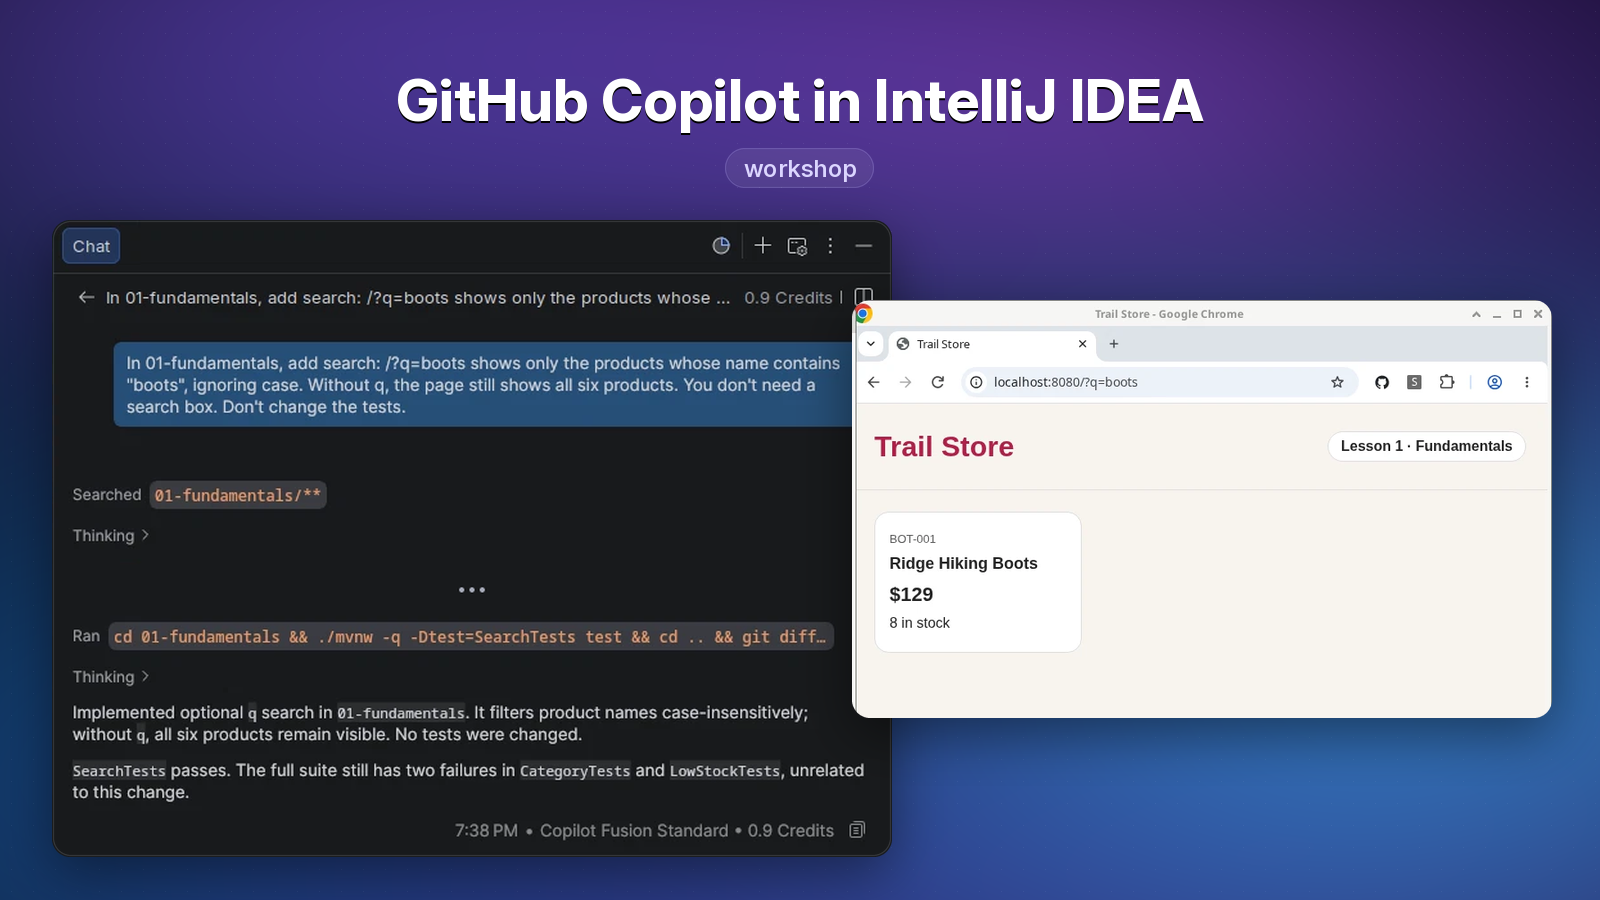 GitHub Copilot in IntelliJ IDEA
workshop
Chat
In 01-fundamentals, add search: /?q=boots shows only the products whose ... 0.9 Credits
In 01-fundamentals, add search: /?q=boots shows only the products whose name contains
"boots", ignoring case. Without q, the page still shows all six products. You don't need a
search box. Don't change the tests.
Searched 01-fundamentals/**
Thinking
Ran cd 01-fundamentals && ./mvnw -q -Dtest=SearchTests test && cd .. && git diff…
Thinking
Implemented optional q search in 01-fundamentals. It filters product names case-insensitively;
without q, all six products remain visible. No tests were changed.
SearchTests passes. The full suite still has two failures in CategoryTests and LowStockTests, unrelated
to this change.
7:38 PM • Copilot Fusion Standard • 0.9 Credits
Trail Store - Google Chrome
Trail Store
localhost:8080/?q=boots
S
Trail Store
Lesson 1 · Fundamentals
BOT-001
Ridge Hiking Boots
$129
8 in stock